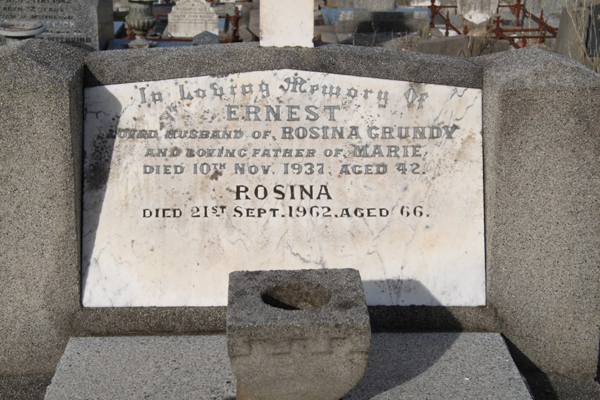 In Loving Memory Of
ERNEST
LOVED HUSBAND OF, ROSINA GRUNDY
AND LOVING FATHER OF, MARIE,
DIED 10TH NOV. 1937. AGED 42.
ROSINA
DIED 21ST SEPT. 1962. AGED 66.